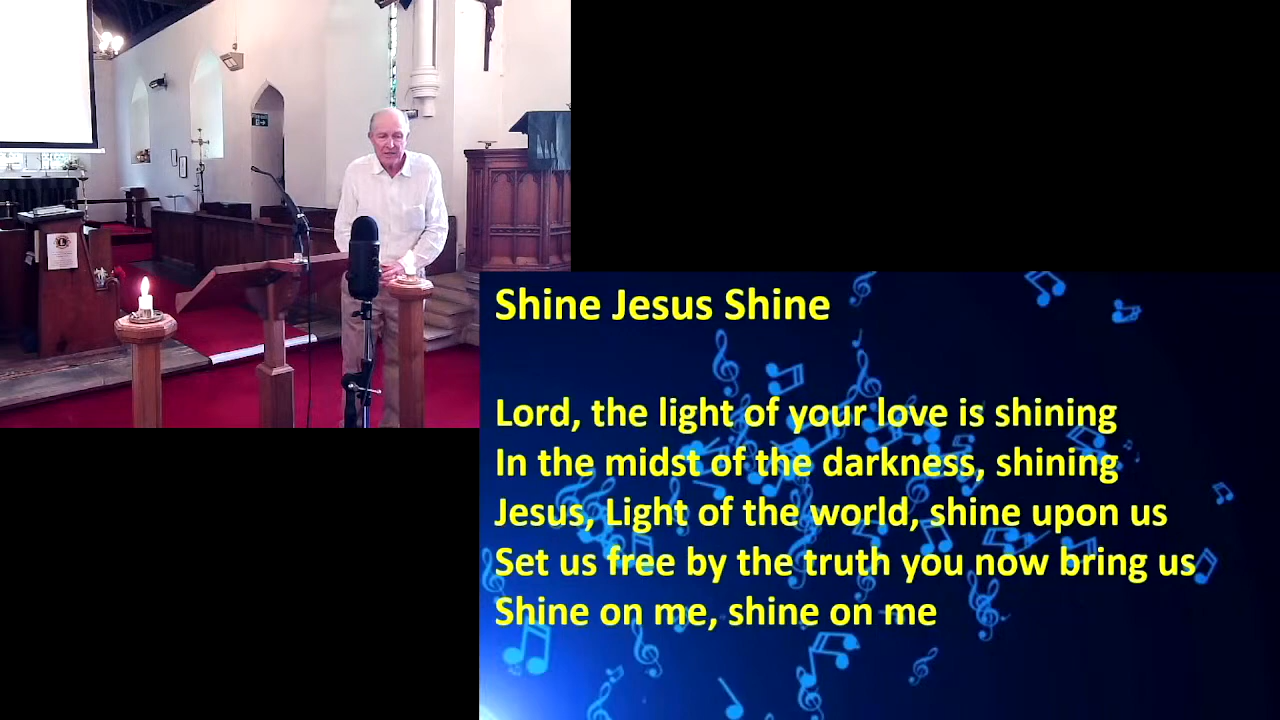 Shine Jesus Shine
Lord, the light of your love is shining
In the midst of the darkness, shining
Jesus, Light of the world, shine upon us
Set us free by the truth you now bring us
Shine on me, shine on me